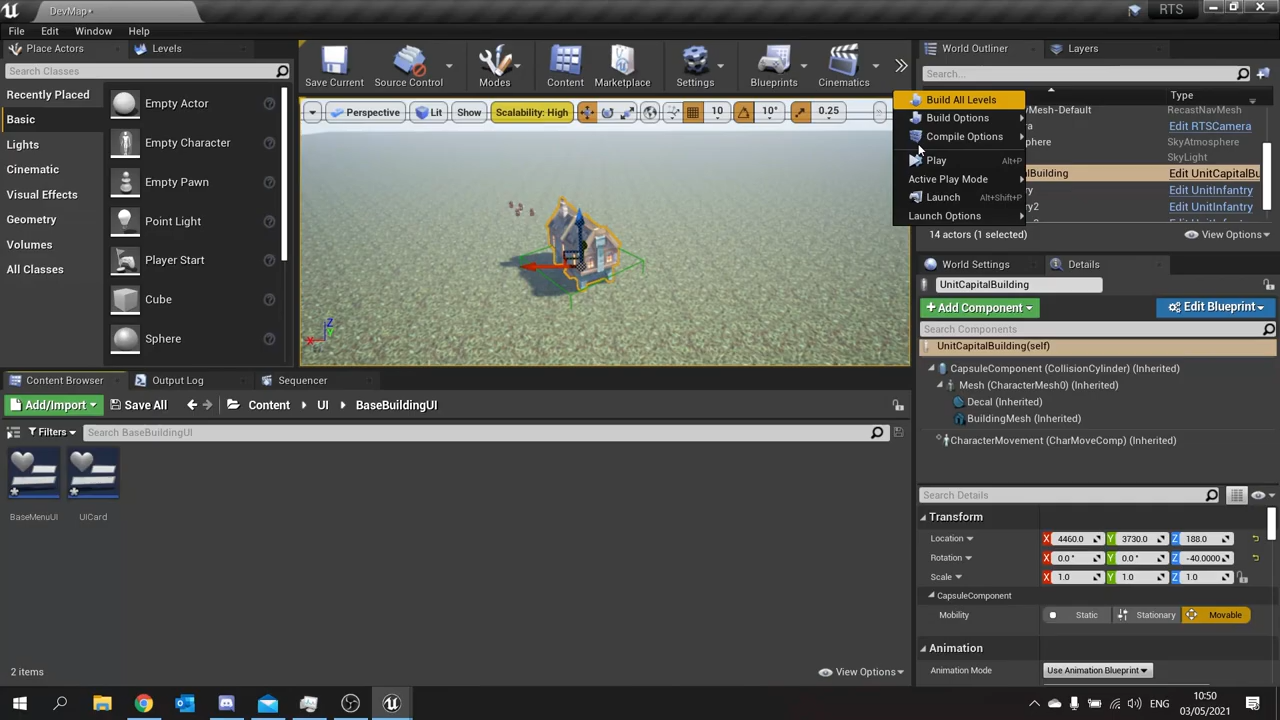 DevMap*
RTS
File Edit Window Help
Place Actors
Levels
Search Classes
Recently Placed
Basic
Lights
Cinematic
Visual Effects
Geometry
Volumes
All Classes
Empty Actor
Empty Character
Empty Pawn
Point Light
Player Start
Cube
Sphere
Save Current
Source Control
Modes
Content
Marketplace
Settings
Blueprints
Cinematics
Perspective
Lit
Show
Scalability: High
10
10°
0.25
X
Y
Z
Build All Levels
Build Options
Compile Options
Play Alt+P
Active Play Mode
Launch Alt+Shift+P
Launch Options
World Outliner
Layers
Search...
Type
Mesh-Default RecastNavMesh
Edit RTSCamera
SkyAtmosphere
SkyLight
Edit UnitCapitalBu
Edit UnitInfantry
Edit UnitInfantry
14 actors (1 selected)
View Options
World Settings
Details
UnitCapitalBuilding
Add Component
Edit Blueprint
Search Components
UnitCapitalBuilding(self)
CapsuleComponent (CollisionCylinder) (Inherited)
Mesh (CharacterMesh0) (Inherited)
Decal (Inherited)
BuildingMesh (Inherited)
CharacterMovement (CharMoveComp) (Inherited)
Search Details
Transform
Location X 4460.0 Y 3730.0 Z 188.0
Rotation X 0.0 ° Y 0.0 ° Z -40.0000
Scale X 1.0 Y 1.0 Z 1.0
CapsuleComponent
Mobility Static Stationary Movable
Animation
Animation Mode Use Animation Blueprint
Content Browser
Output Log
Sequencer
Add/Import
Save All
Content
UI
BaseBuildingUI
Filters
Search BaseBuildingUI
BaseMenuUI
UICard
2 items
View Options
ENG
10:50
03/05/2021